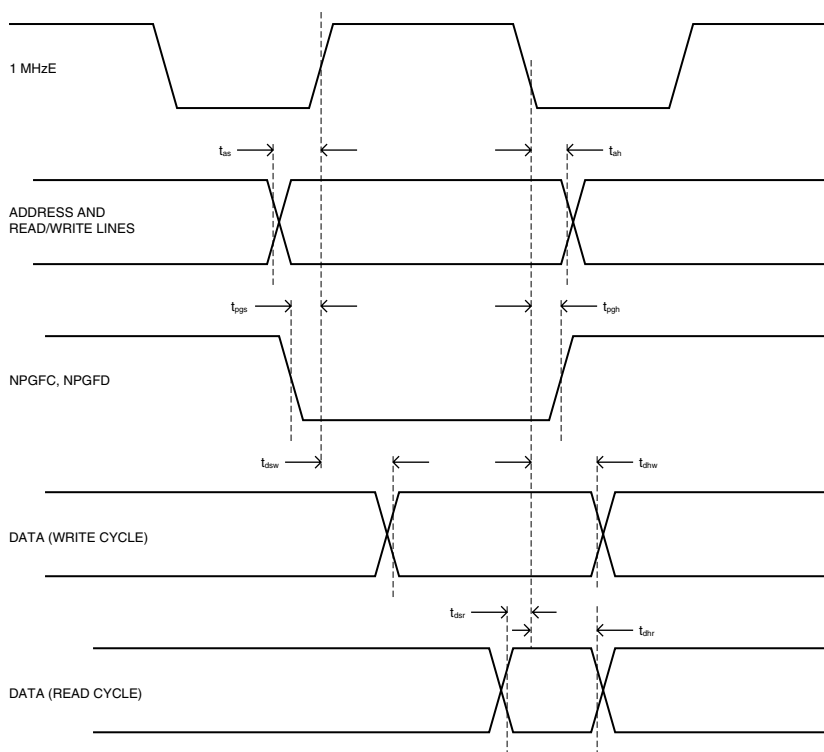 1 MHzE
tas
tah
ADDRESS AND
READ/WRITE LINES
tpgs
tpgh
NPGFC, NPGFD
tdsw
tdhw
DATA (WRITE CYCLE)
tdsr
tdhr
DATA (READ CYCLE)